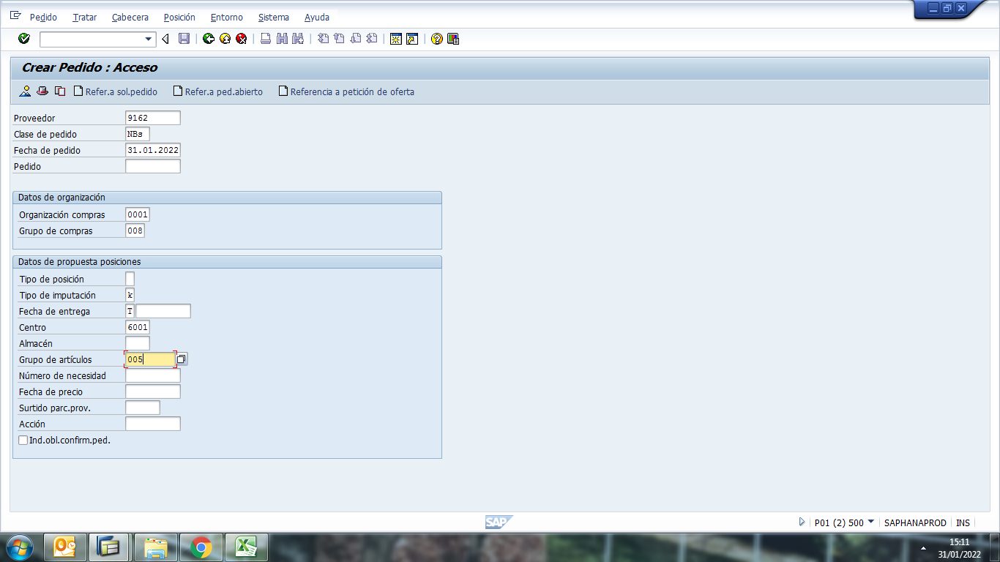 Pedido Tratar Cabecera Posición Entorno Sistema Ayuda
Crear Pedido : Acceso
Refer.a sol.pedido Refer.a ped.abierto Referencia a petición de oferta
Proveedor 9162
Clase de pedido NBs
Fecha de pedido 31.01.2022
Pedido
Datos de organización
Organización compras 0001
Grupo de compras 008
Datos de propuesta posiciones
Tipo de posición
Tipo de imputación k
Fecha de entrega T
Centro 6001
Almacén
Grupo de artículos 005
Número de necesidad
Fecha de precio
Surtido parc.prov.
Acción
Ind.obl.confirm.ped.
SAP P01 (2) 500 SAPHANAPROD INS
15:11
31/01/2022